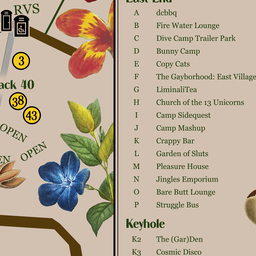 RVS
3
ack 40
38
43
OPEN
EN
OPEN
East End
A dcbbq
B Fire Water Lounge
C Dive Camp Trailer Park
D Bunny Camp
E Copy Cats
F The Gayborhood: East Village
G LiminaliTea
H Church of the 13 Unicorns
I Camp Sidequest
J Camp Mashup
K Crappy Bar
L Garden of Sluts
M Pleasure House
N Jingles Emporium
O Bare Butt Lounge
P Struggle Bus
Keyhole
K2 The (Gar)Den
K3 Cosmic Disco